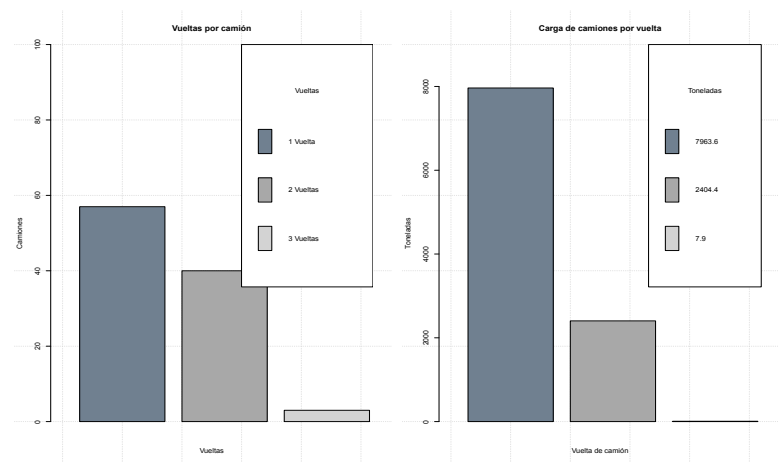 Vueltas por camión
100
80
60
40
20
0
Camiones
Vueltas
1 Vuelta
2 Vueltas
3 Vueltas
Vueltas
Carga de camiones por vuelta
8000
6000
4000
2000
0
Toneladas
Toneladas
7963.6
2404.4
7.9
Vuelta de camión